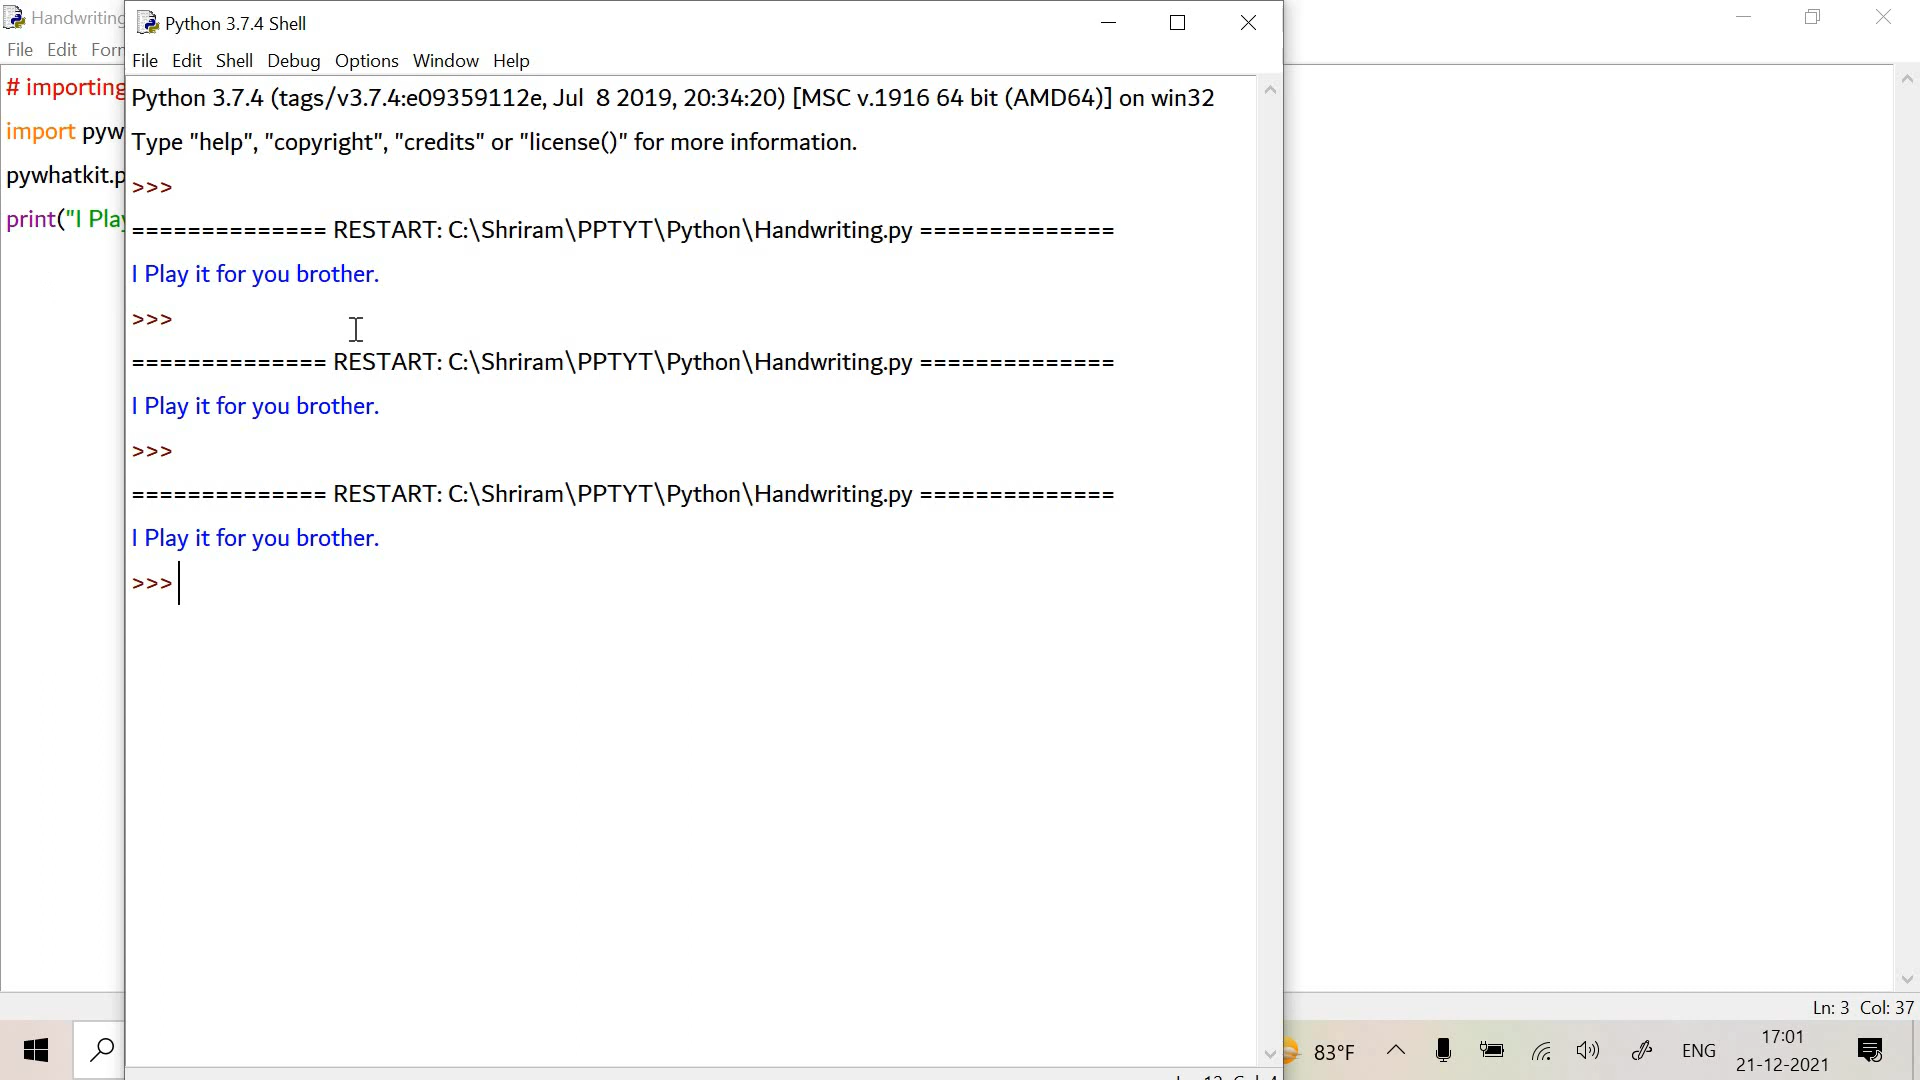 Handwriting
File Edit Forn
# importing
import pyw
pywhatkit.p
print("I Play
Python 3.7.4 Shell
File Edit Shell Debug Options Window Help
Python 3.7.4 (tags/v3.7.4:e09359112e, Jul  8 2019, 20:34:20) [MSC v.1916 64 bit (AMD64)] on win32
Type "help", "copyright", "credits" or "license()" for more information.
>>>
============== RESTART: C:\Shriram\PPTYT\Python\Handwriting.py ==============
I Play it for you brother.
>>>
============== RESTART: C:\Shriram\PPTYT\Python\Handwriting.py ==============
I Play it for you brother.
>>>
============== RESTART: C:\Shriram\PPTYT\Python\Handwriting.py ==============
I Play it for you brother.
>>>
Ln: 3 Col: 37
83°F ENG 17:01
21-12-2021